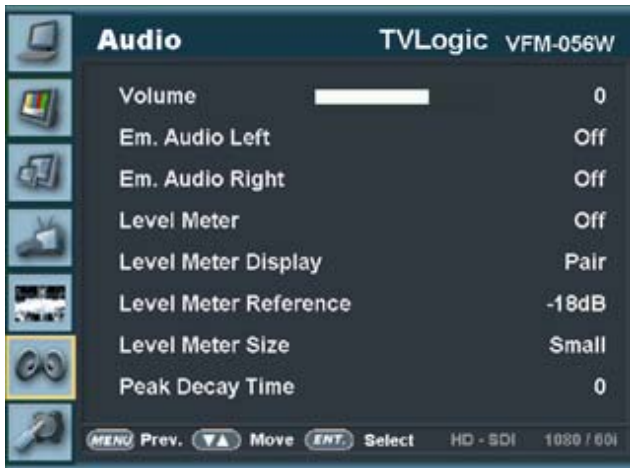 Audio TVLogic VFM-056W
Volume 0
Em. Audio Left Off
Em. Audio Right Off
Level Meter Off
Level Meter Display Pair
Level Meter Reference -18dB
Level Meter Size Small
Peak Decay Time 0
MENU Prev. ▼▲ Move ENT. Select HD - SDI 1080 / 60i